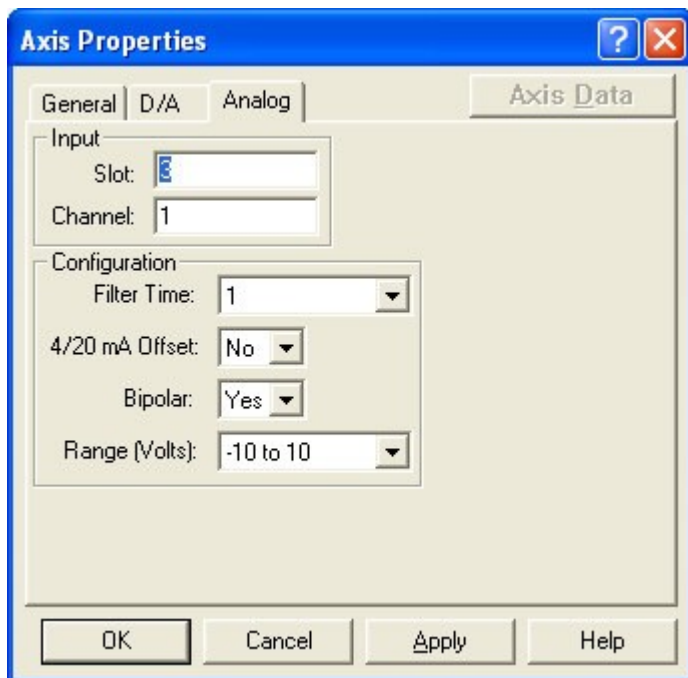 Axis Properties
General D/A Analog Axis Data
Input
Slot: 3
Channel: 1
Configuration
Filter Time: 1
4/20 mA Offset: No
Bipolar: Yes
Range (Volts): -10 to 10
OK Cancel Apply Help